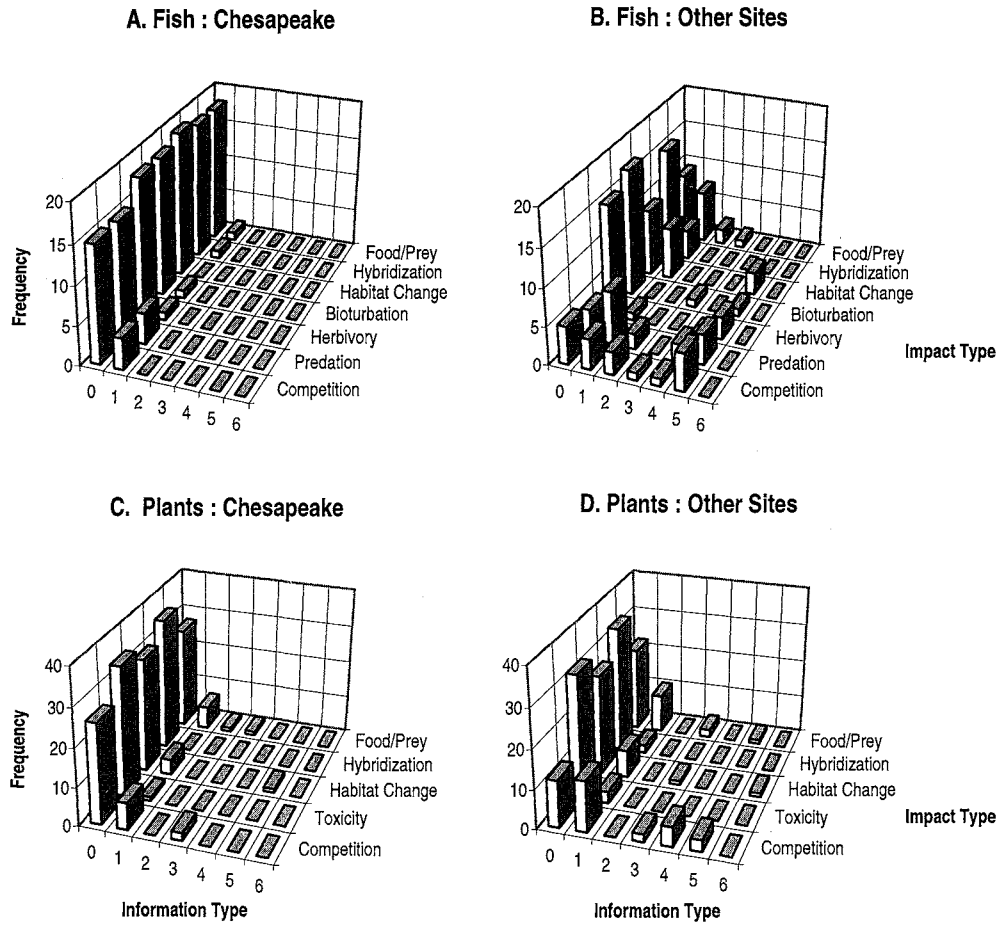 A. Fish : Chesapeake
B. Fish : Other Sites
20
15
10
5
0
Frequency
0 1 2 3 4 5 6
Food/Prey
Hybridization
Habitat Change
Bioturbation
Herbivory
Predation
Competition
20
15
10
5
0
0 1 2 3 4 5 6
Food/Prey
Hybridization
Habitat Change
Bioturbation
Herbivory
Predation
Competition
Impact Type
C. Plants : Chesapeake
D. Plants : Other Sites
40
30
20
10
0
Frequency
0 1 2 3 4 5 6
Food/Prey
Hybridization
Habitat Change
Toxicity
Competition
Information Type
40
30
20
10
0
0 1 2 3 4 5 6
Food/Prey
Hybridization
Habitat Change
Toxicity
Competition
Impact Type
Information Type